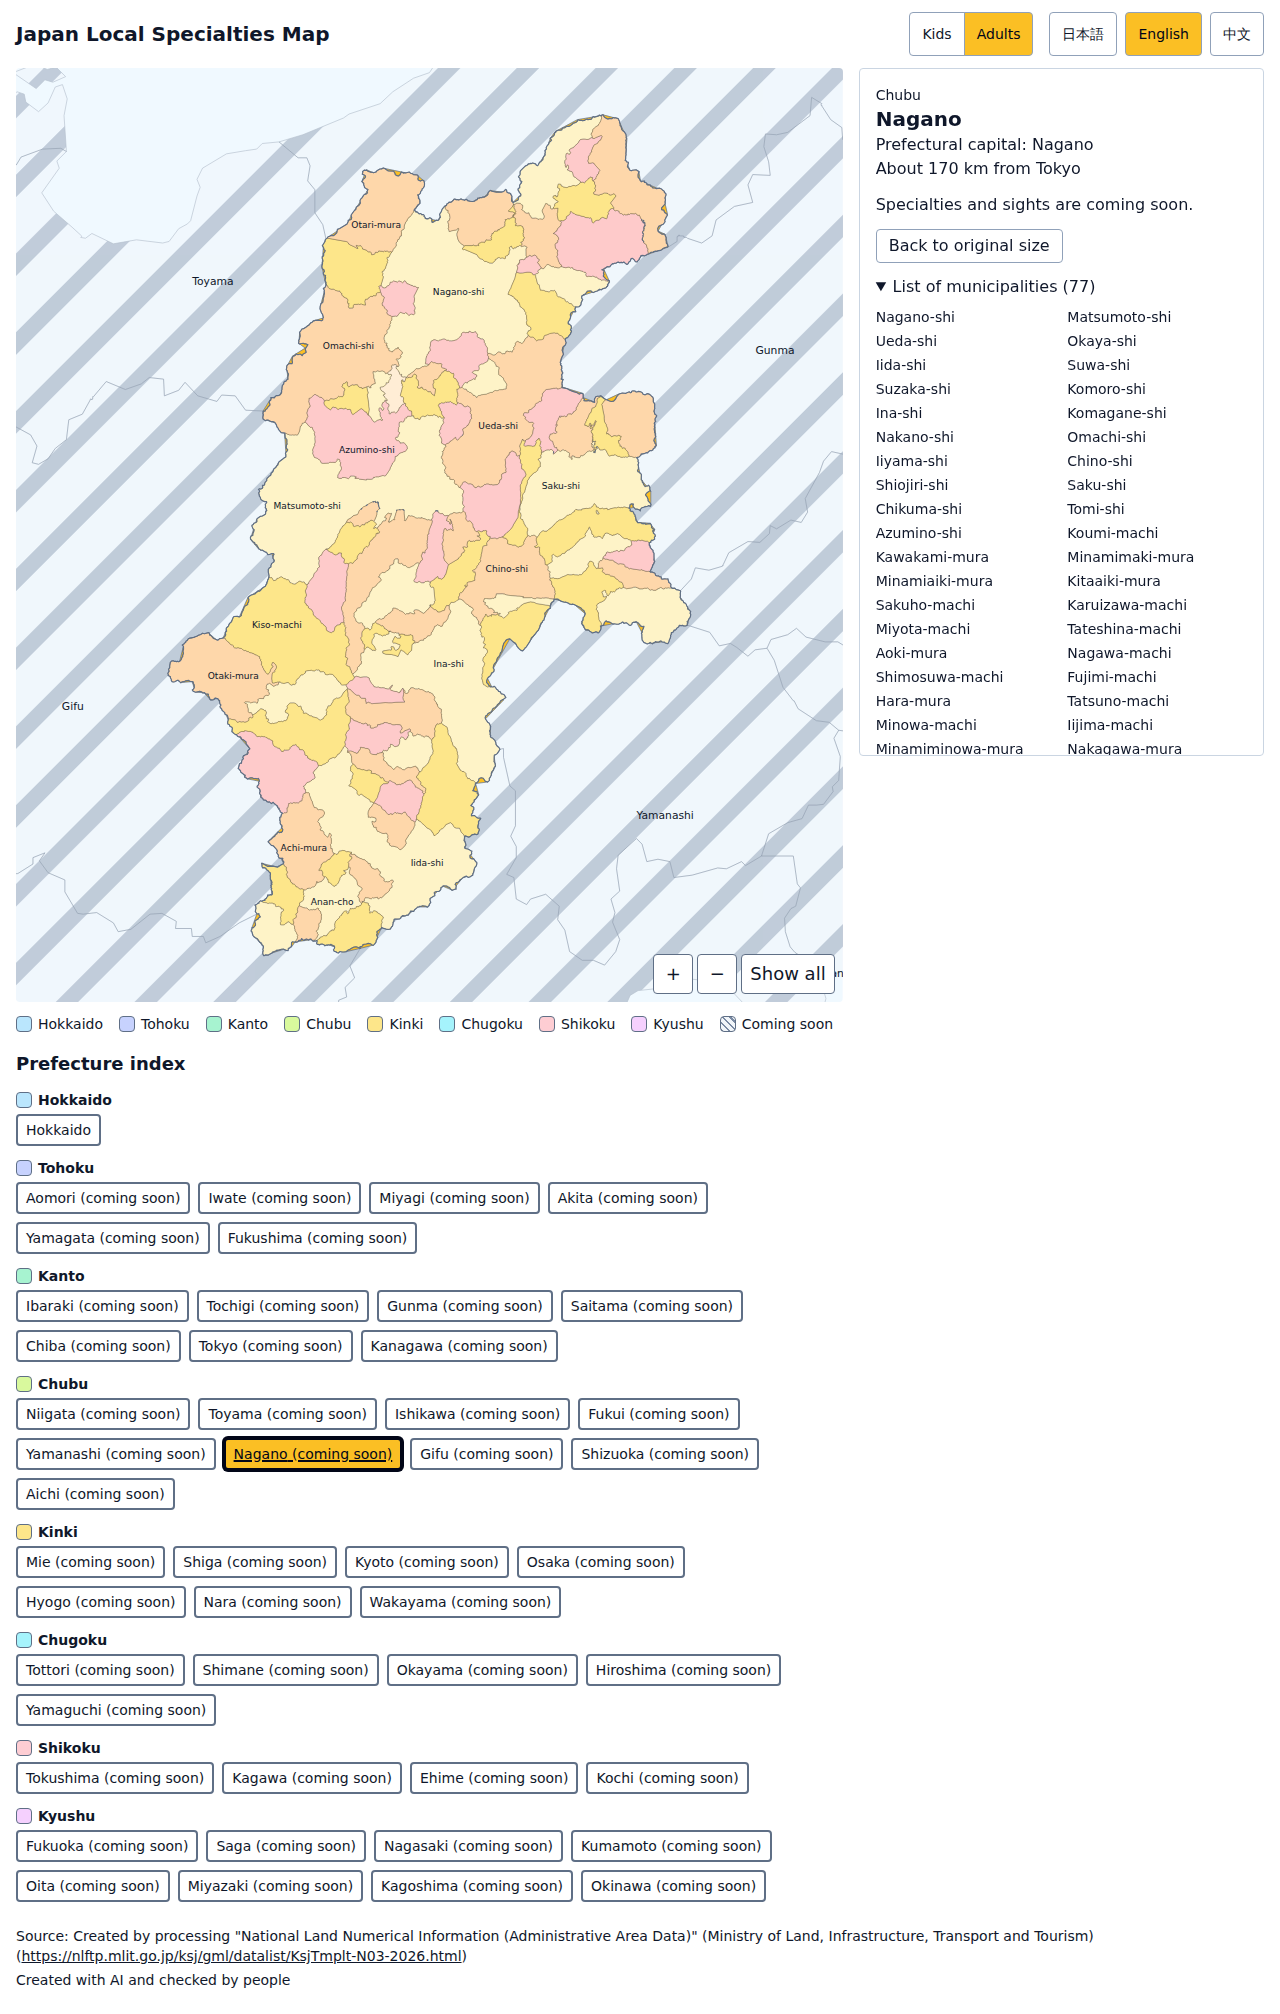 Japan Local Specialties Map
Kids Adults 日本語 English 中文
Chubu
Nagano
Prefectural capital: Nagano
About 170 km from Tokyo
Specialties and sights are coming soon.
Back to original size
▼ List of municipalities (77)
Nagano-shi Matsumoto-shi
Ueda-shi Okaya-shi
Iida-shi Suwa-shi
Suzaka-shi Komoro-shi
Ina-shi Komagane-shi
Nakano-shi Omachi-shi
Iiyama-shi Chino-shi
Shiojiri-shi Saku-shi
Chikuma-shi Tomi-shi
Azumino-shi Koumi-machi
Kawakami-mura Minamimaki-mura
Minamiaiki-mura Kitaaiki-mura
Sakuho-machi Karuizawa-machi
Miyota-machi Tateshina-machi
Aoki-mura Nagawa-machi
Shimosuwa-machi Fujimi-machi
Hara-mura Tatsuno-machi
Minowa-machi Iijima-machi
Minamiminowa-mura Nakagawa-mura
Otari-mura
Toyama
Nagano-shi
Omachi-shi
Gunma
Ueda-shi
Azumino-shi
Saku-shi
Matsumoto-shi
Chino-shi
Kiso-machi
Ina-shi
Otaki-mura
Gifu
Yamanashi
Achi-mura
Iida-shi
Anan-cho
+ − Show all
Hokkaido Tohoku Kanto Chubu Kinki Chugoku Shikoku Kyushu Coming soon
Prefecture index
Hokkaido
Hokkaido
Tohoku
Aomori (coming soon) Iwate (coming soon) Miyagi (coming soon) Akita (coming soon)
Yamagata (coming soon) Fukushima (coming soon)
Kanto
Ibaraki (coming soon) Tochigi (coming soon) Gunma (coming soon) Saitama (coming soon)
Chiba (coming soon) Tokyo (coming soon) Kanagawa (coming soon)
Chubu
Niigata (coming soon) Toyama (coming soon) Ishikawa (coming soon) Fukui (coming soon)
Yamanashi (coming soon) Nagano (coming soon) Gifu (coming soon) Shizuoka (coming soon)
Aichi (coming soon)
Kinki
Mie (coming soon) Shiga (coming soon) Kyoto (coming soon) Osaka (coming soon)
Hyogo (coming soon) Nara (coming soon) Wakayama (coming soon)
Chugoku
Tottori (coming soon) Shimane (coming soon) Okayama (coming soon) Hiroshima (coming soon)
Yamaguchi (coming soon)
Shikoku
Tokushima (coming soon) Kagawa (coming soon) Ehime (coming soon) Kochi (coming soon)
Kyushu
Fukuoka (coming soon) Saga (coming soon) Nagasaki (coming soon) Kumamoto (coming soon)
Oita (coming soon) Miyazaki (coming soon) Kagoshima (coming soon) Okinawa (coming soon)
Source: Created by processing "National Land Numerical Information (Administrative Area Data)" (Ministry of Land, Infrastructure, Transport and Tourism)
(https://nlftp.mlit.go.jp/ksj/gml/datalist/KsjTmplt-N03-2026.html)
Created with AI and checked by people